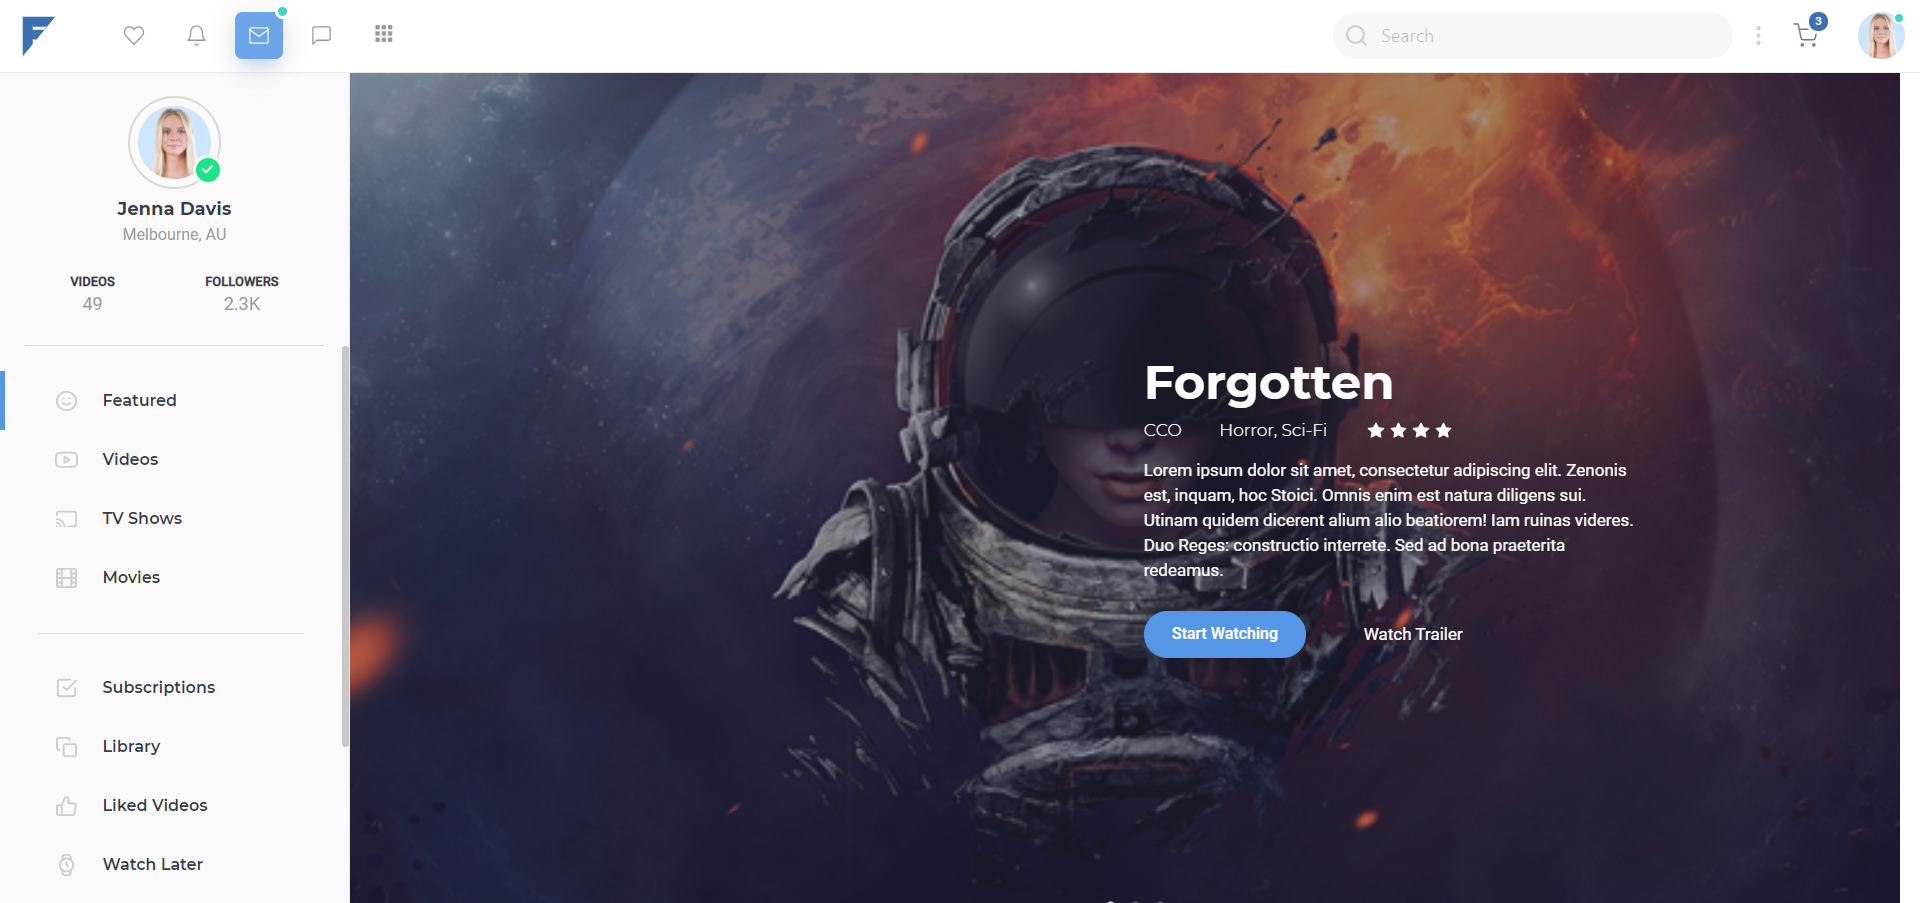 Search
3
Jenna Davis
Melbourne, AU
VIDEOS
49
FOLLOWERS
2.3K
Featured
Videos
TV Shows
Movies
Subscriptions
Library
Liked Videos
Watch Later
Forgotten
CCO
Horror, Sci-Fi
Lorem ipsum dolor sit amet, consectetur adipiscing elit. Zenonis
est, inquam, hoc Stoici. Omnis enim est natura diligens sui.
Utinam quidem dicerent alium alio beatiorem! Iam ruinas videres.
Duo Reges: constructio interrete. Sed ad bona praeterita
redeamus.
Start Watching
Watch Trailer